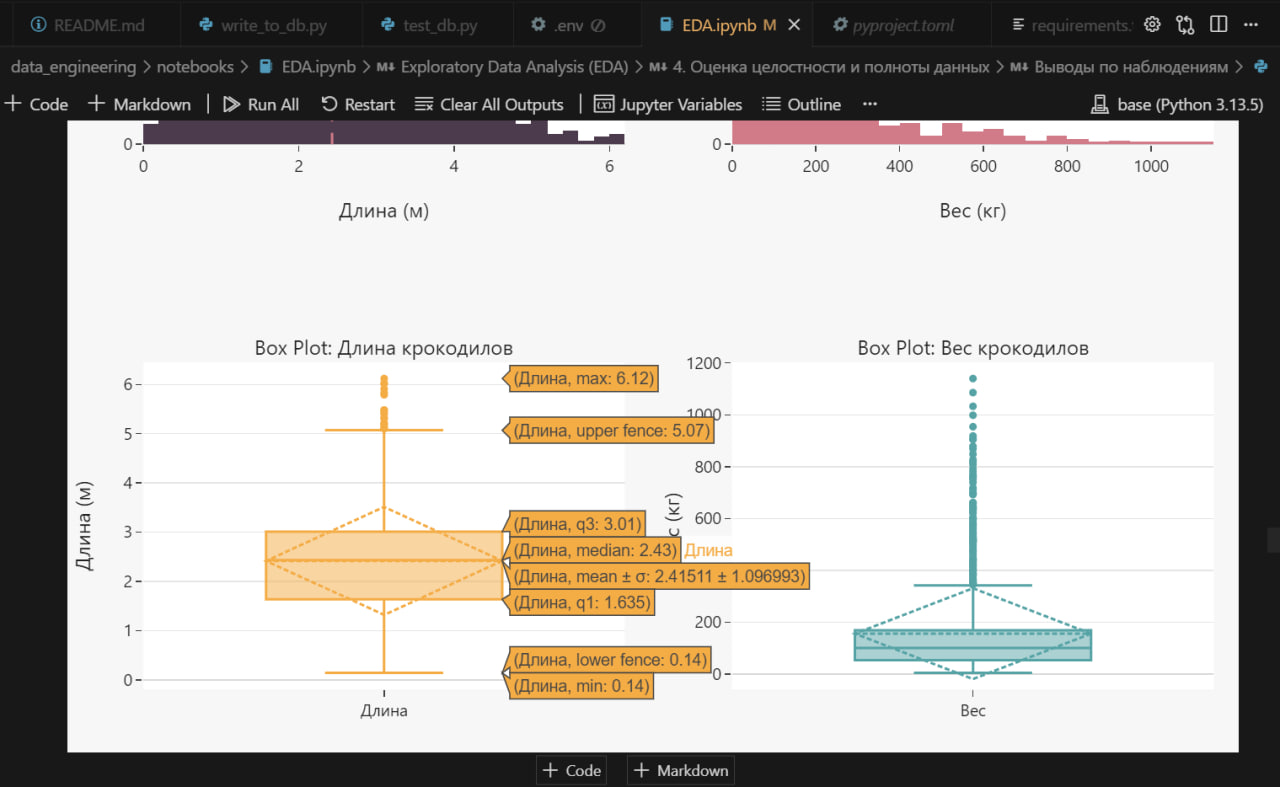 README.md write_to_db.py test_db.py .env EDA.ipynb M pyproject.toml requirements.
data_engineering > notebooks > EDA.ipynb > M↓ Exploratory Data Analysis (EDA) > M↓ 4. Оценка целостности и полноты данных > M↓ Выводы по наблюдениям >
+ Code + Markdown | Run All Restart Clear All Outputs | Jupyter Variables Outline ... base (Python 3.13.5)
0 0
0 2 4 6 0 200 400 600 800 1000
Длина (м) Вес (кг)
Box Plot: Длина крокодилов
Длина (м)
6
5
4
3
2
1
0
Длина
(Длина, max: 6.12)
(Длина, upper fence: 5.07)
(Длина, q3: 3.01)
(Длина, median: 2.43) Длина
(Длина, mean ± σ: 2.41511 ± 1.096993)
(Длина, q1: 1.635)
(Длина, lower fence: 0.14)
(Длина, min: 0.14)
Box Plot: Вес крокодилов
с (кг)
1200
1000
800
600
200
0
Вес
+ Code + Markdown